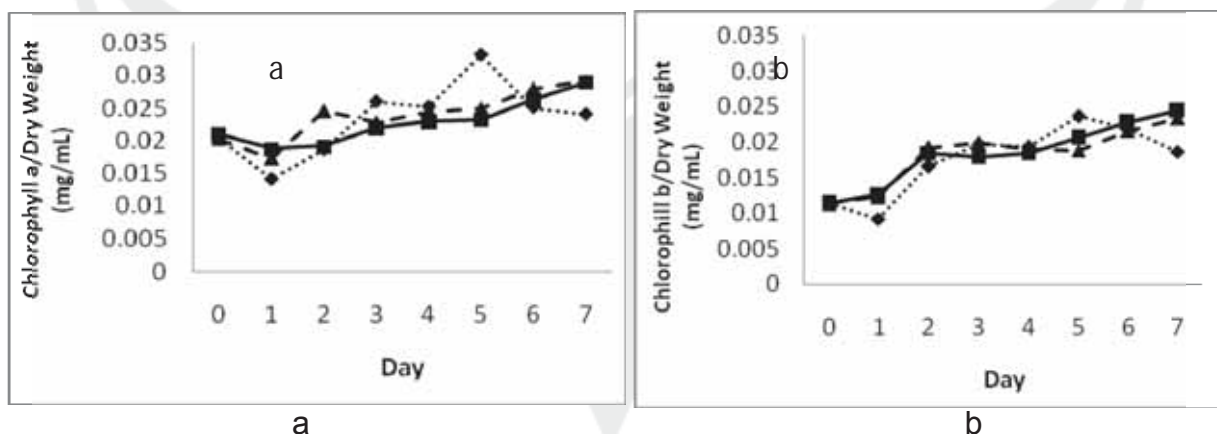 Chlorophyll a/Dry Weight
(mg/mL)
0.035
0.03
0.025
0.02
0.015
0.01
0.005
0
a
0 1 2 3 4 5 6 7
Day
a
Chlorophill b/Dry Weight
(mg/mL)
0.035
0.03
0.025
0.02
0.015
0.01
0.005
0
b
0 1 2 3 4 5 6 7
Day
b